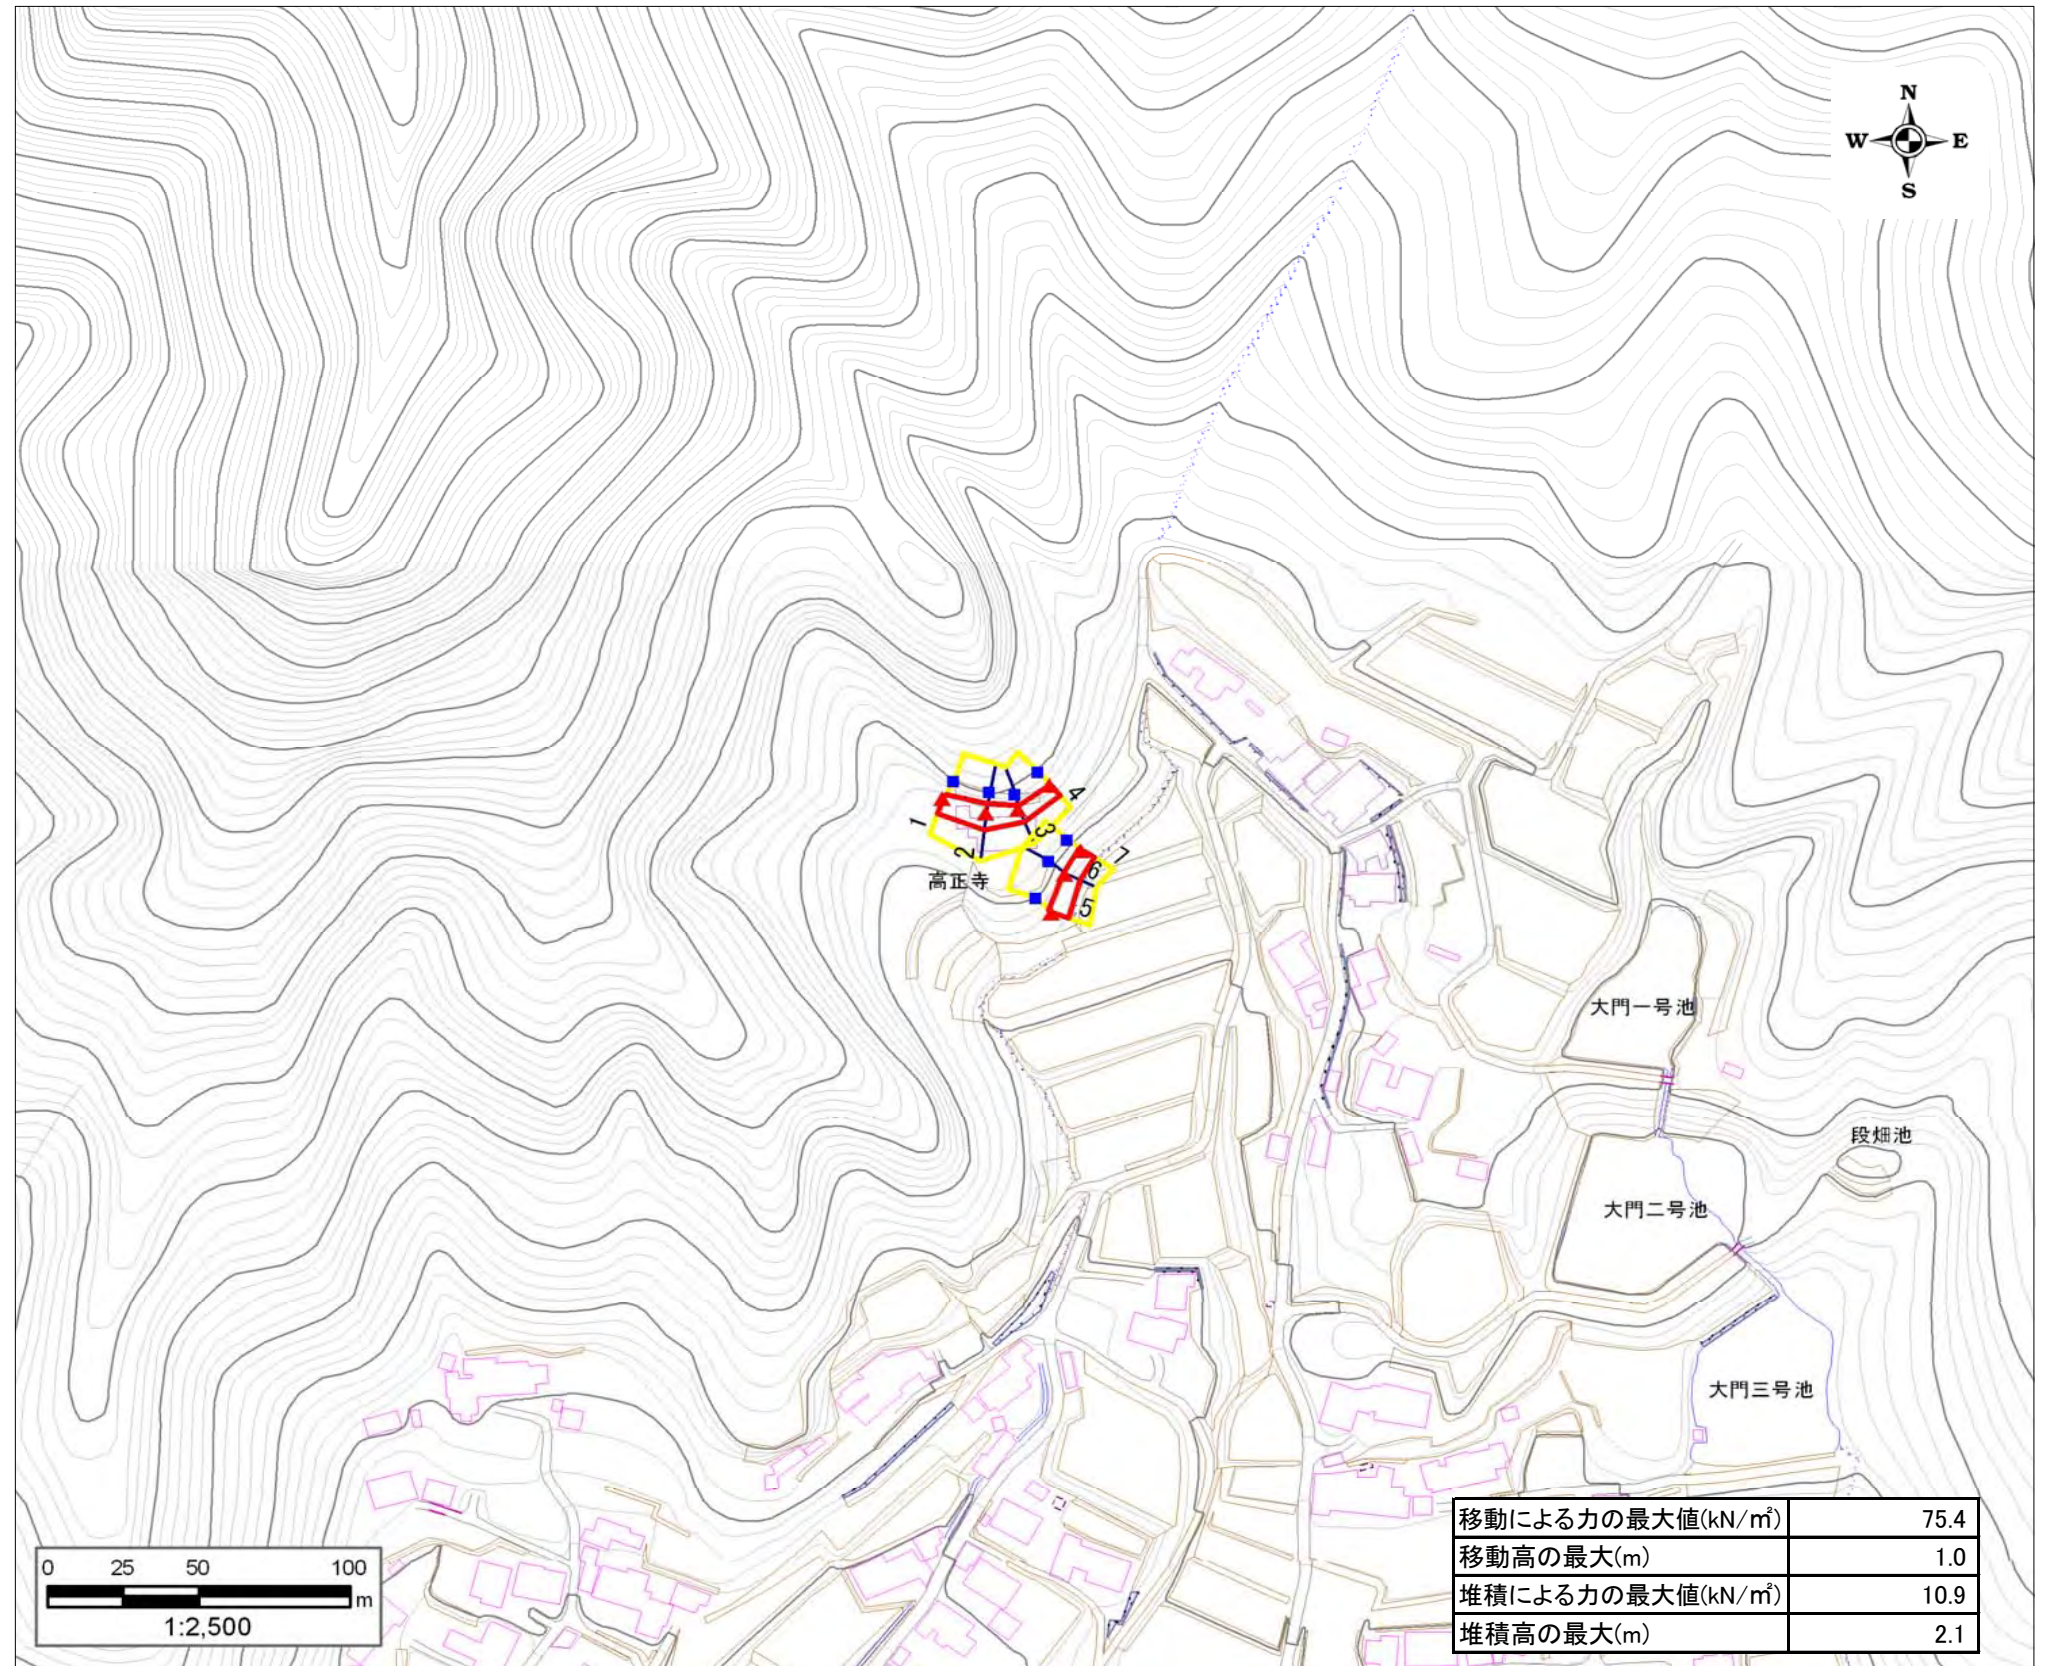 N
W E
S
4
1
3
2
7
6
高正寺
5
大門一号池
段畑池
大門二号池
大門三号池
移動による力の最大値(kN/㎡) 75.4
移動高の最大(m) 1.0
堆積による力の最大値(kN/㎡) 10.9
堆積高の最大(m) 2.1
0 25 50 100
m
1:2,500